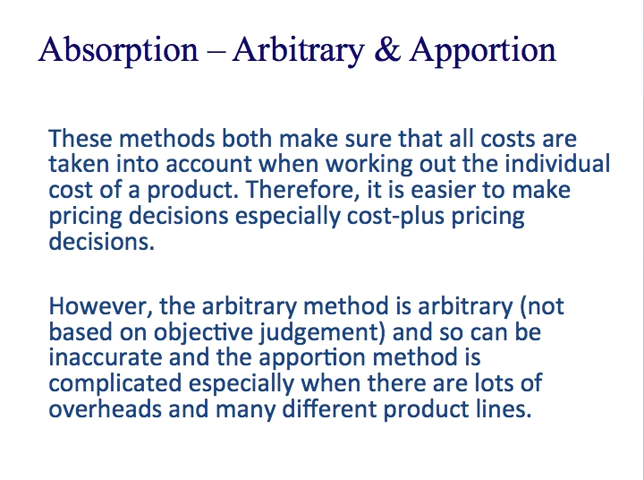 Absorption – Arbitrary & Apportion
These methods both make sure that all costs are
taken into account when working out the individual
cost of a product. Therefore, it is easier to make
pricing decisions especially cost-plus pricing
decisions.
However, the arbitrary method is arbitrary (not
based on objective judgement) and so can be
inaccurate and the apportion method is
complicated especially when there are lots of
overheads and many different product lines.